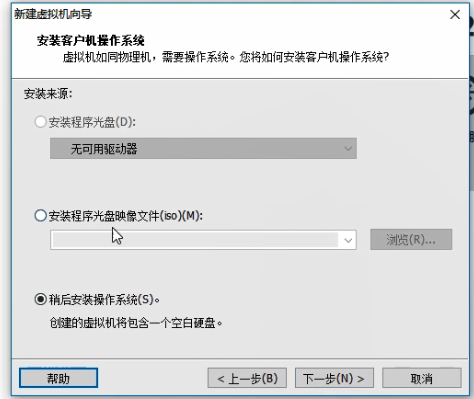 新建虚拟机向导
安装客户机操作系统
虚拟机如同物理机，需要操作系统。您将如何安装客户机操作系统?
安装来源:
安装程序光盘(D):
无可用驱动器
安装程序光盘映像文件(iso)(M):
浏览(R)...
稍后安装操作系统(S)。
创建的虚拟机将包含一个空白硬盘。
帮助
< 上一步(B)
下一步(N) >
取消